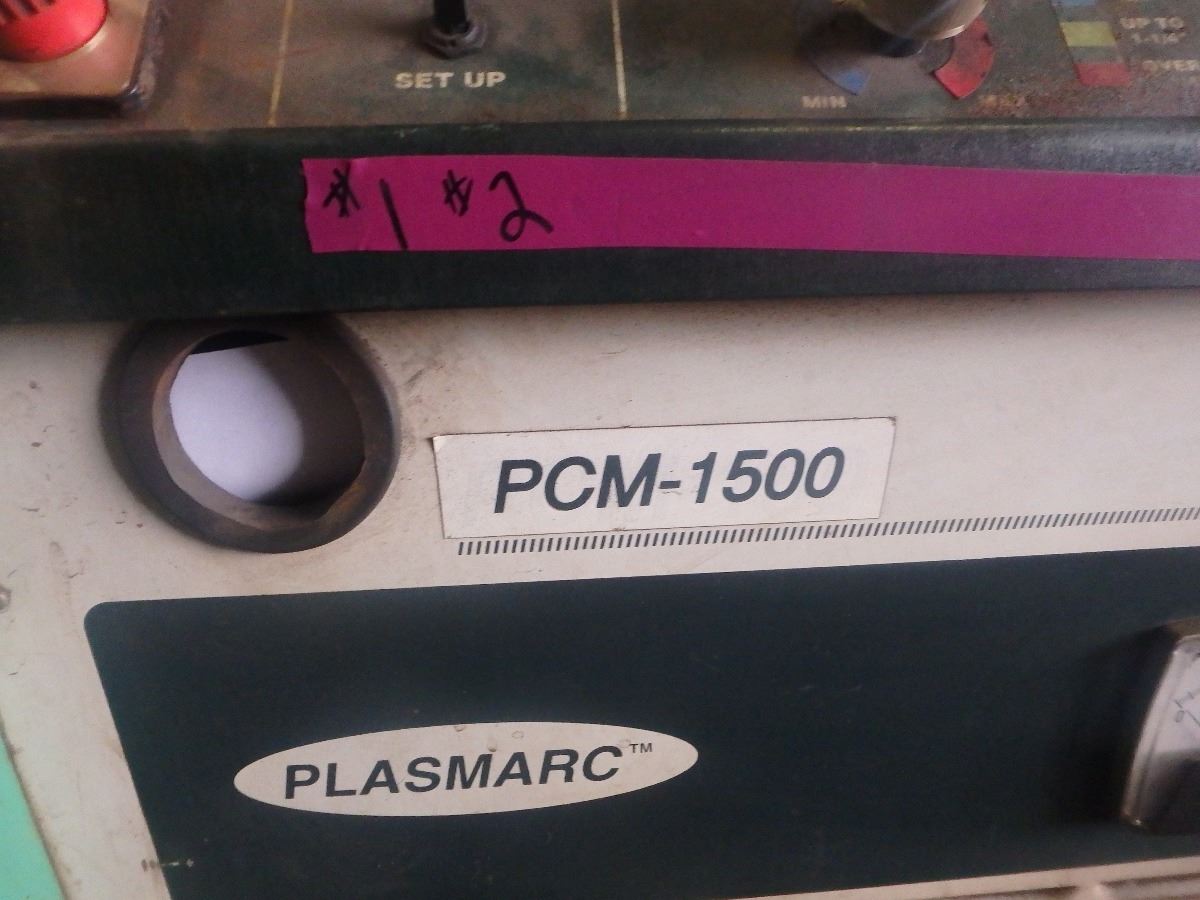 SET UP
MIN
UP TO
1-1/4"
OVER
#1 #2
PCM-1500
PLASMARC™